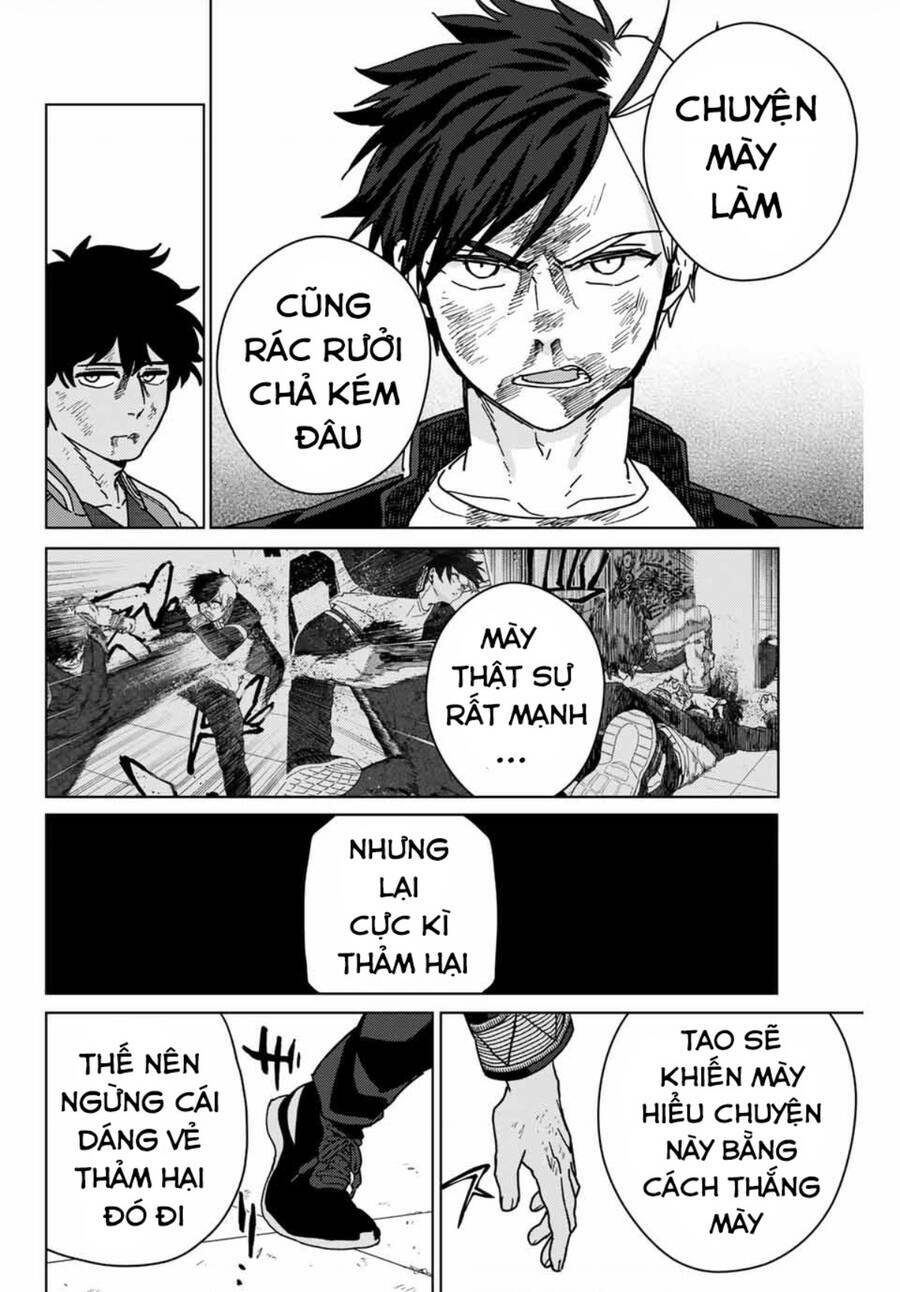 CHUYỆN
MÀY
LÀM
CŨNG
RÁC RƯỞI
CHẢ KÉM
ĐÂU
MÀY
THẬT SỰ
RẤT MẠNH
...
NHƯNG
LẠI
CỰC KÌ
THẢM HẠI
THẾ NÊN
NGỪNG CÁI
DÁNG VẺ
THẢM HẠI
ĐÓ ĐI
TAO SẼ
KHIẾN MÀY
HIỂU CHUYỆN
NÀY BẰNG
CÁCH THẮNG
MÀY